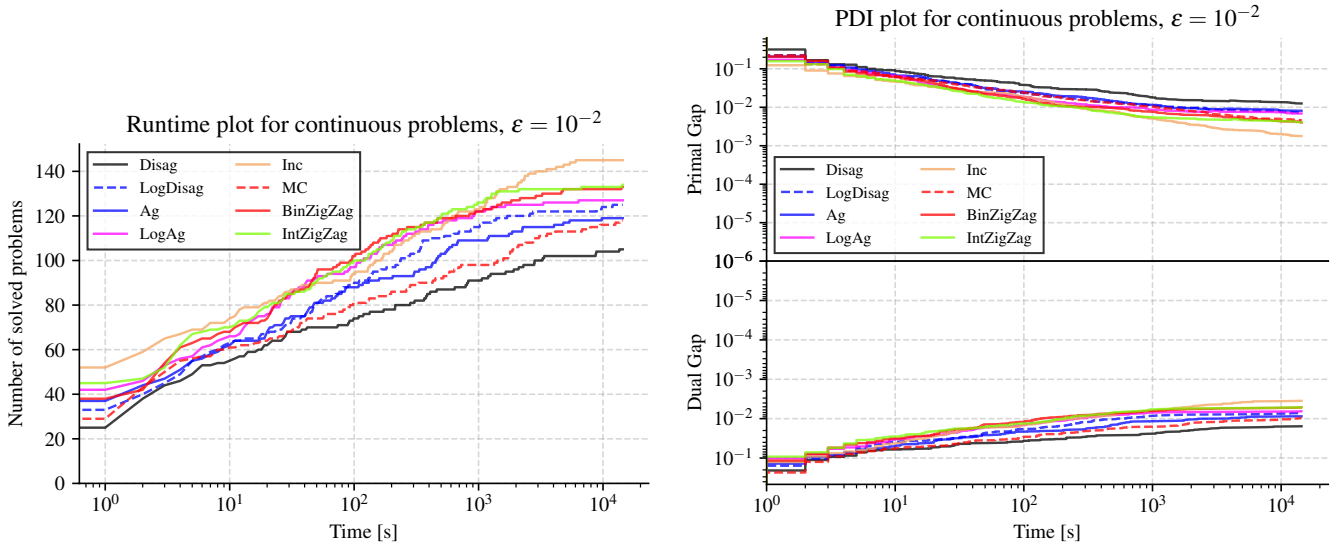 Runtime plot for continuous problems, ε = 10⁻²
Number of solved problems
140
120
100
80
60
40
20
0
Disag
LogDisag
Ag
LogAg
Inc
MC
BinZigZag
IntZigZag
10⁰
10¹
10²
10³
10⁴
Time [s]
PDI plot for continuous problems, ε = 10⁻²
Primal Gap
10⁻¹
10⁻²
10⁻³
10⁻⁴
10⁻⁵
10⁻⁶
Disag
LogDisag
Ag
LogAg
Inc
MC
BinZigZag
IntZigZag
Dual Gap
10⁻⁵
10⁻⁴
10⁻³
10⁻²
10⁻¹
10⁰
10¹
10²
10³
10⁴
Time [s]